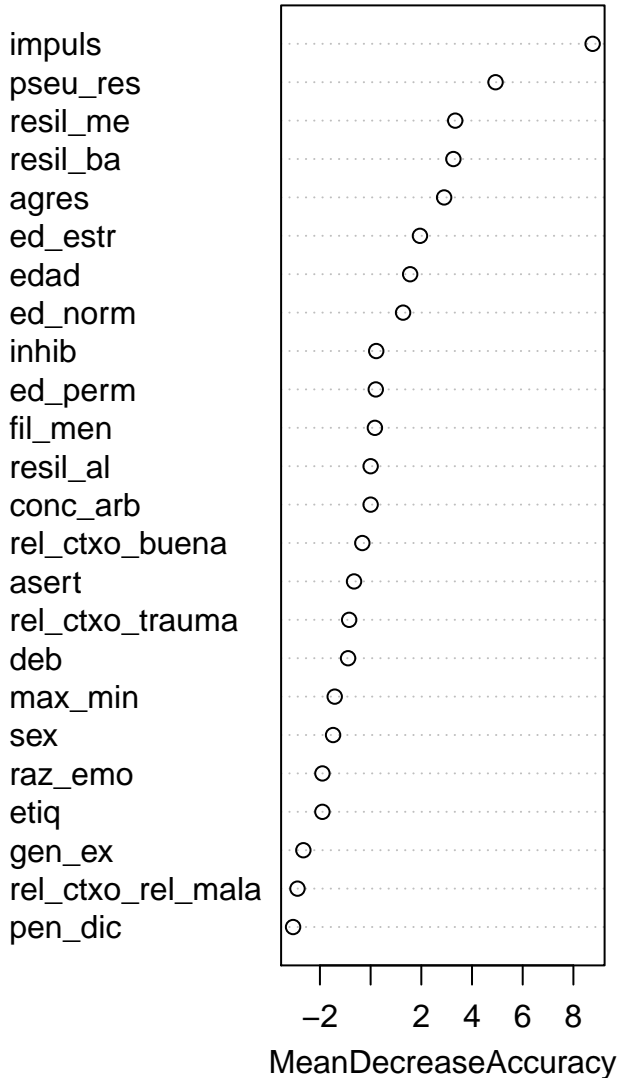 impuls
pseu_res
resil_me
resil_ba
agres
ed_estr
edad
ed_norm
inhib
ed_perm
fil_men
resil_al
conc_arb
rel_ctxo_buena
asert
rel_ctxo_trauma
deb
max_min
sex
raz_emo
etiq
gen_ex
rel_ctxo_rel_mala
pen_dic
−2 2 4 6 8
MeanDecreaseAccuracy